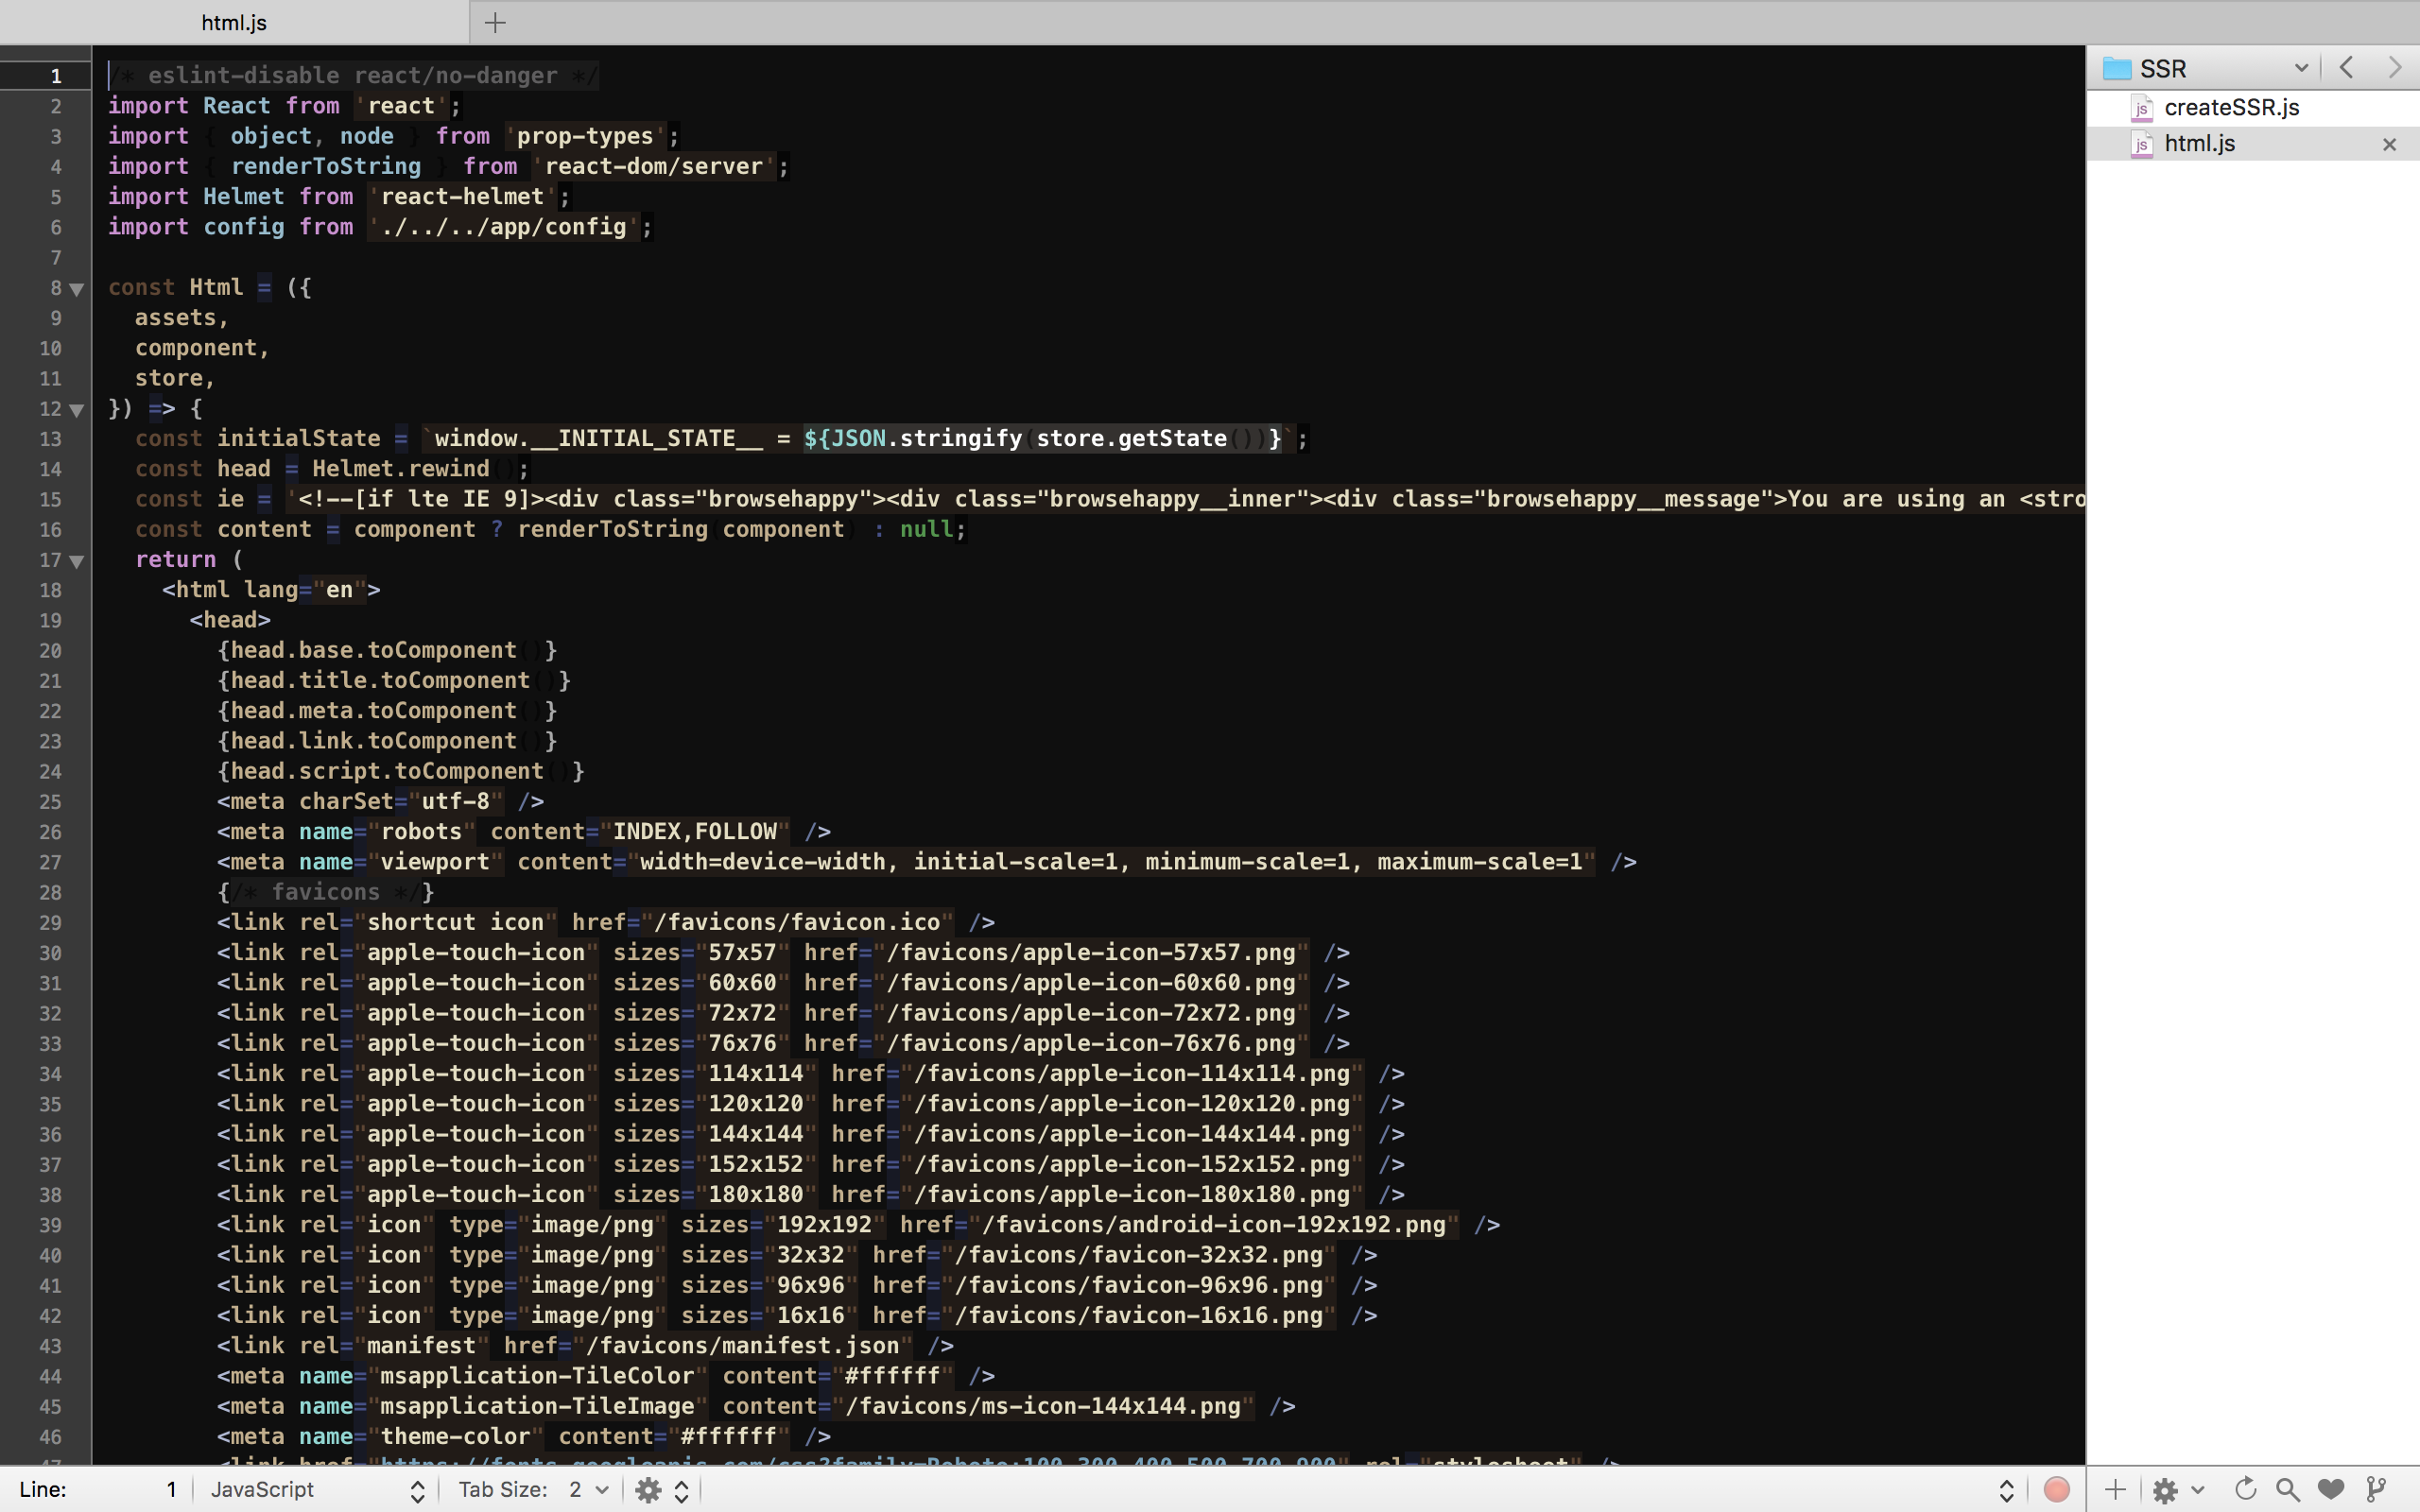 html.js
1 /* eslint-disable react/no-danger */
2 import React from 'react';
3 import { object, node } from 'prop-types';
4 import { renderToString } from 'react-dom/server';
5 import Helmet from 'react-helmet';
6 import config from './../../app/config';
7
8 const Html = ({
9 assets,
10 component,
11 store,
12 }) => {
13 const initialState = `window.__INITIAL_STATE__ = ${JSON.stringify(store.getState())}`;
14 const head = Helmet.rewind();
15 const ie = '<!--[if lte IE 9]><div class="browsehappy"><div class="browsehappy__inner"><div class="browsehappy__message">You are using an <stro
16 const content = component ? renderToString(component) : null;
17 return (
18 <html lang="en">
19 <head>
20 {head.base.toComponent()}
21 {head.title.toComponent()}
22 {head.meta.toComponent()}
23 {head.link.toComponent()}
24 {head.script.toComponent()}
25 <meta charSet="utf-8" />
26 <meta name="robots" content="INDEX,FOLLOW" />
27 <meta name="viewport" content="width=device-width, initial-scale=1, minimum-scale=1, maximum-scale=1" />
28 {/* favicons */}
29 <link rel="shortcut icon" href="/favicons/favicon.ico" />
30 <link rel="apple-touch-icon" sizes="57x57" href="/favicons/apple-icon-57x57.png" />
31 <link rel="apple-touch-icon" sizes="60x60" href="/favicons/apple-icon-60x60.png" />
32 <link rel="apple-touch-icon" sizes="72x72" href="/favicons/apple-icon-72x72.png" />
33 <link rel="apple-touch-icon" sizes="76x76" href="/favicons/apple-icon-76x76.png" />
34 <link rel="apple-touch-icon" sizes="114x114" href="/favicons/apple-icon-114x114.png" />
35 <link rel="apple-touch-icon" sizes="120x120" href="/favicons/apple-icon-120x120.png" />
36 <link rel="apple-touch-icon" sizes="144x144" href="/favicons/apple-icon-144x144.png" />
37 <link rel="apple-touch-icon" sizes="152x152" href="/favicons/apple-icon-152x152.png" />
38 <link rel="apple-touch-icon" sizes="180x180" href="/favicons/apple-icon-180x180.png" />
39 <link rel="icon" type="image/png" sizes="192x192" href="/favicons/android-icon-192x192.png" />
40 <link rel="icon" type="image/png" sizes="32x32" href="/favicons/favicon-32x32.png" />
41 <link rel="icon" type="image/png" sizes="96x96" href="/favicons/favicon-96x96.png" />
42 <link rel="icon" type="image/png" sizes="16x16" href="/favicons/favicon-16x16.png" />
43 <link rel="manifest" href="/favicons/manifest.json" />
44 <meta name="msapplication-TileColor" content="#ffffff" />
45 <meta name="msapplication-TileImage" content="/favicons/ms-icon-144x144.png" />
46 <meta name="theme-color" content="#ffffff" />
47 <link href="https://fonts.googleapis.com/css?family=Roboto:100,300,400,500,700,900" rel="stylesheet" />
SSR
js createSSR.js
js html.js
Line: 1 JavaScript Tab Size: 2